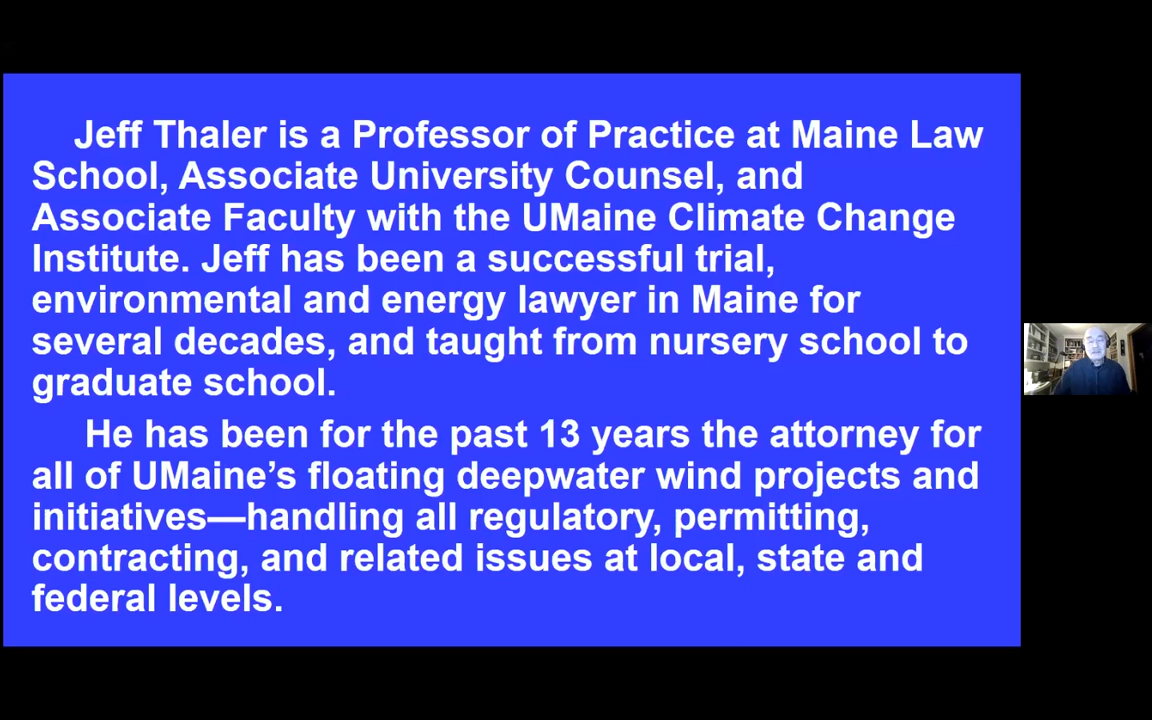 Jeff Thaler is a Professor of Practice at Maine Law
School, Associate University Counsel, and
Associate Faculty with the UMaine Climate Change
Institute. Jeff has been a successful trial,
environmental and energy lawyer in Maine for
several decades, and taught from nursery school to
graduate school.
He has been for the past 13 years the attorney for
all of UMaine’s floating deepwater wind projects and
initiatives—handling all regulatory, permitting,
contracting, and related issues at local, state and
federal levels.